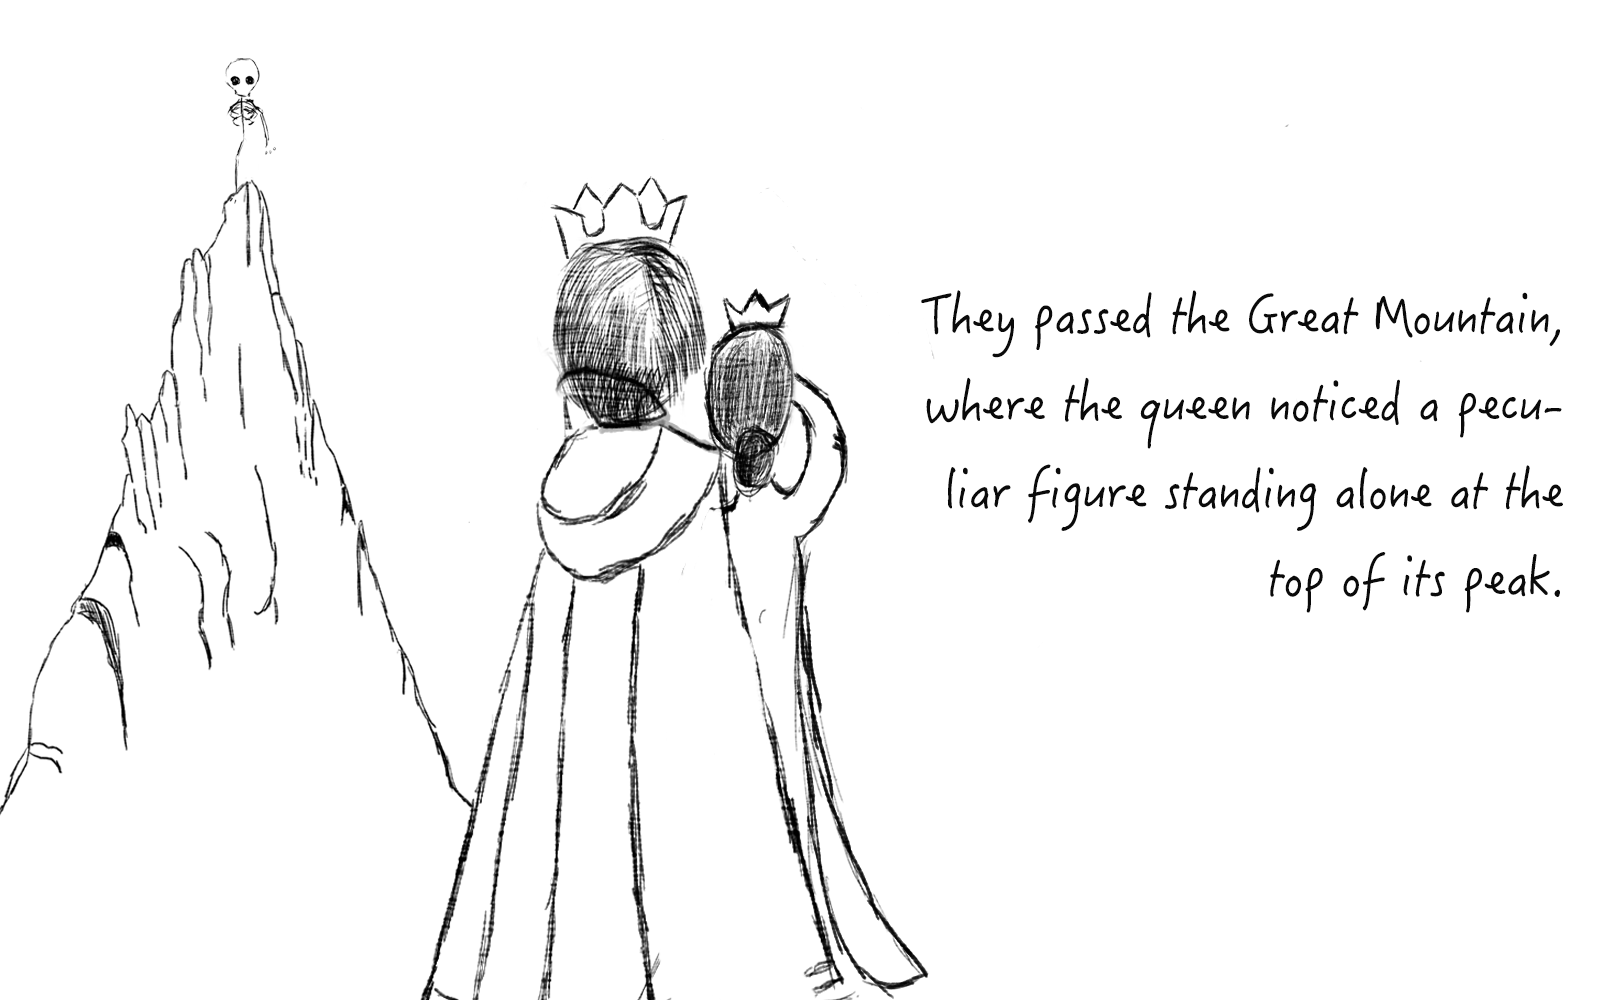 They passed the Great Mountain,
where the queen noticed a pecu-
liar figure standing alone at the
top of its peak.